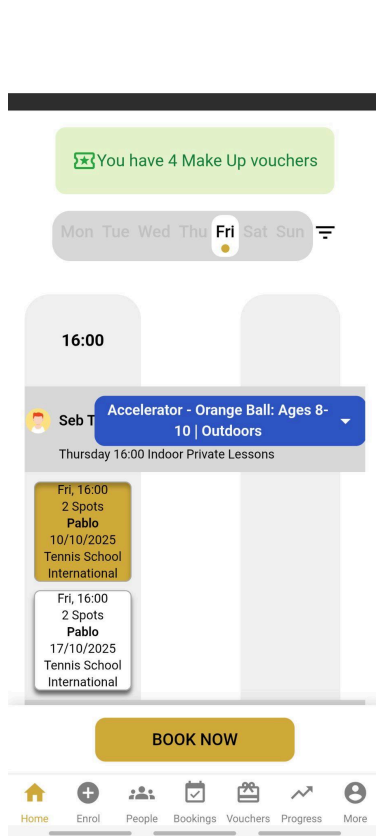 You have 4 Make Up vouchers
Mon Tue Wed Thu Fri Sat Sun
16:00
Seb T
Accelerator - Orange Ball: Ages 8-
10 | Outdoors
Thursday 16:00 Indoor Private Lessons
Fri, 16:00
2 Spots
Pablo
10/10/2025
Tennis School
International
Fri, 16:00
2 Spots
Pablo
17/10/2025
Tennis School
International
BOOK NOW
Home Enrol People Bookings Vouchers Progress More